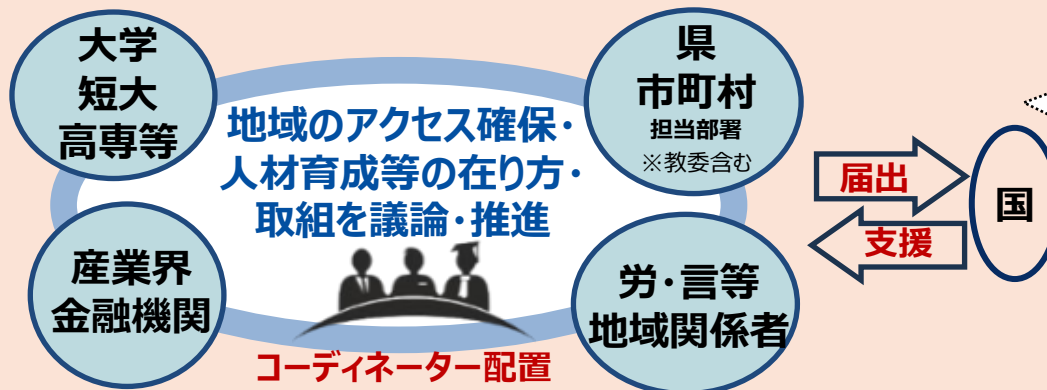 大学
短大
高専等
県
市町村
担当部署
※教委含む
地域のアクセス確保・
人材育成等の在り方・
取組を議論・推進
産業界
金融機関
労・言等
地域関係者
コーディネーター配置
届出
支援
国